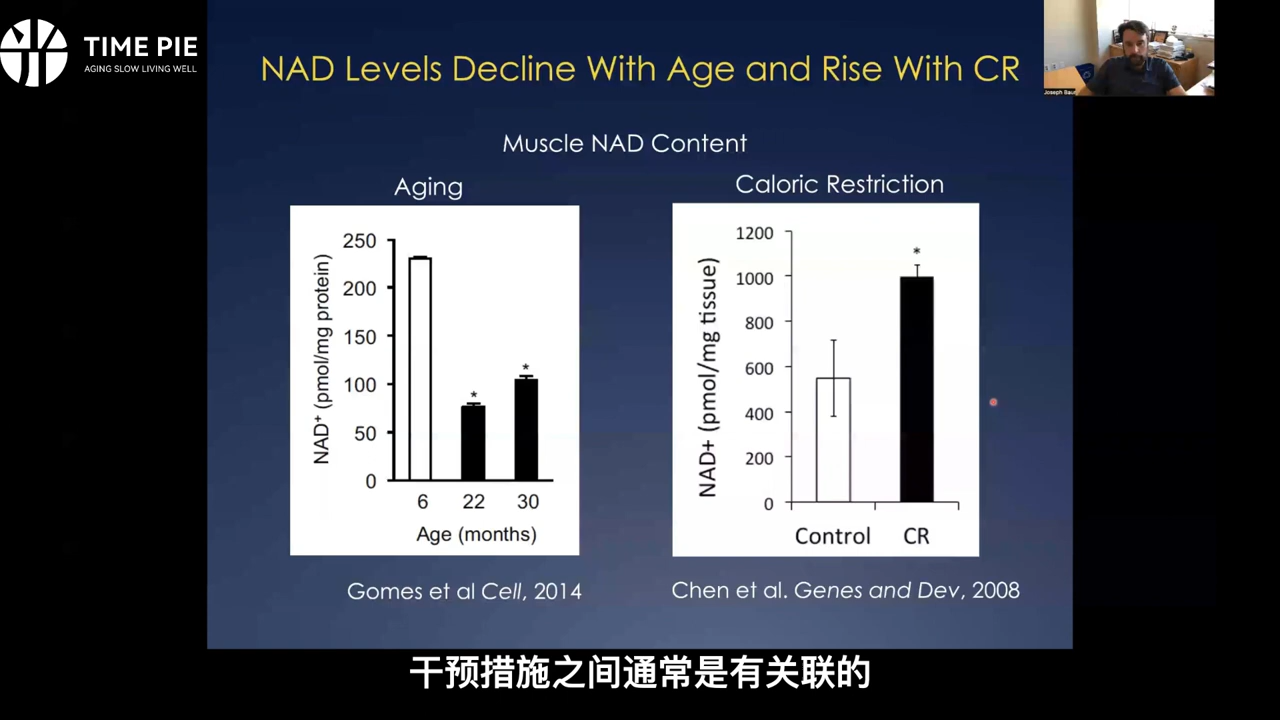 TIME PIE
AGING SLOW LIVING WELL
NAD Levels Decline With Age and Rise With CR
Muscle NAD Content
Aging
250
200
150
100
50
0
NAD⁺ (pmol/mg protein)
*
*
6 22 30
Age (months)
Gomes et al Cell, 2014
Caloric Restriction
1200
1000
800
600
400
200
0
NAD+ (pmol/mg tissue)
*
Control CR
Chen et al. Genes and Dev, 2008
Joseph Baur
干预措施之间通常是有关联的